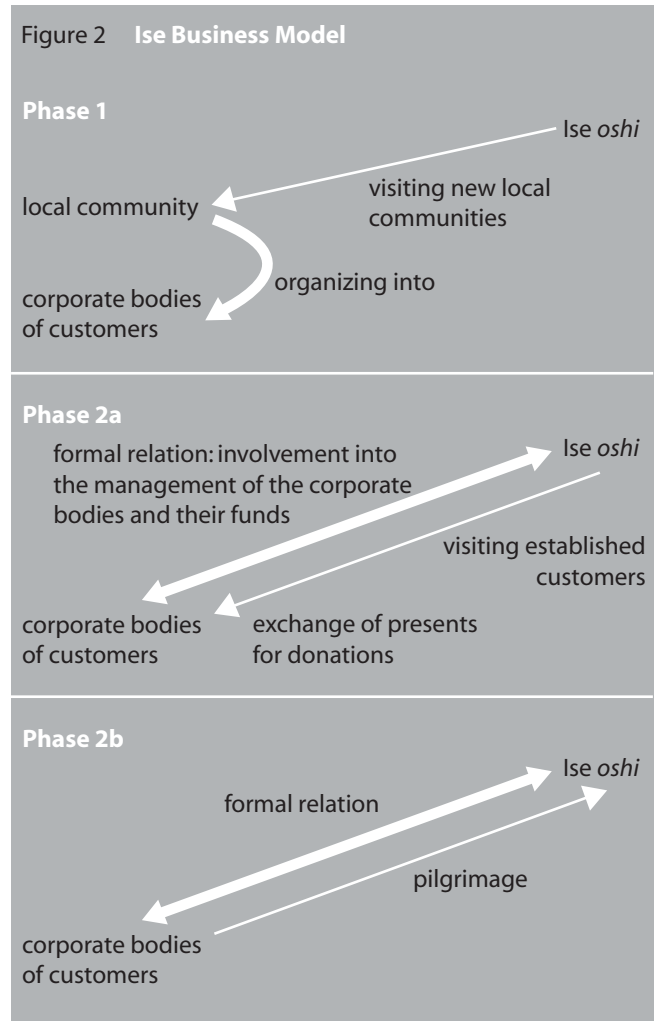 Figure 2 Ise Business Model
Phase 1
Ise oshi
visiting new local
communities
local community
organizing into
corporate bodies
of customers
Phase 2a
formal relation: involvement into
the management of the corporate
bodies and their funds
Ise oshi
visiting established
customers
corporate bodies
of customers
exchange of presents
for donations
Phase 2b
Ise oshi
formal relation
pilgrimage
corporate bodies
of customers